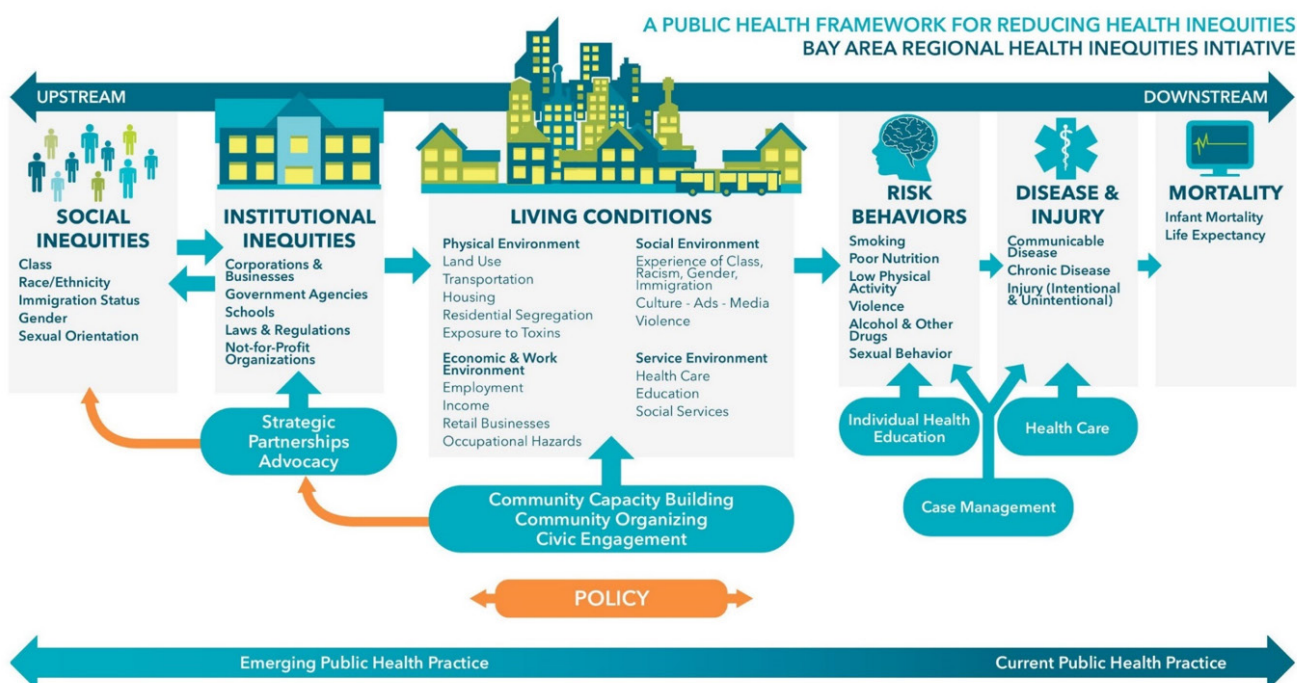 A PUBLIC HEALTH FRAMEWORK FOR REDUCING HEALTH INEQUITIES
BAY AREA REGIONAL HEALTH INEQUITIES INTIATIVE
UPSTREAM
DOWNSTREAM
SOCIAL
INEQUITIES
Class
Race/Ethnicity
Immigration Status
Gender
Sexual Orientation
INSTITUTIONAL
INEQUITIES
Corporations &
Businesses
Government Agencies
Schools
Laws & Regulations
Not-for-Profit
Organizations
LIVING CONDITIONS
Physical Environment
Land Use
Transportation
Housing
Residential Segregation
Exposure to Toxins
Economic & Work
Environment
Employment
Income
Retail Businesses
Occupational Hazards
Social Environment
Experience of Class,
Racism, Gender,
Immigration
Culture - Ads - Media
Violence
Service Environment
Health Care
Education
Social Services
RISK
BEHAVIORS
Smoking
Poor Nutrition
Low Physical
Activity
Violence
Alcohol & Other
Drugs
Sexual Behavior
DISEASE &
INJURY
Communicable
Disease
Chronic Disease
Injury (Intentional
& Unintentional)
MORTALITY
Infant Mortality
Life Expectancy
Strategic
Partnerships
Advocacy
Community Capacity Building
Community Organizing
Civic Engagement
Individual Health
Education
Health Care
Case Management
POLICY
Emerging Public Health Practice
Current Public Health Practice